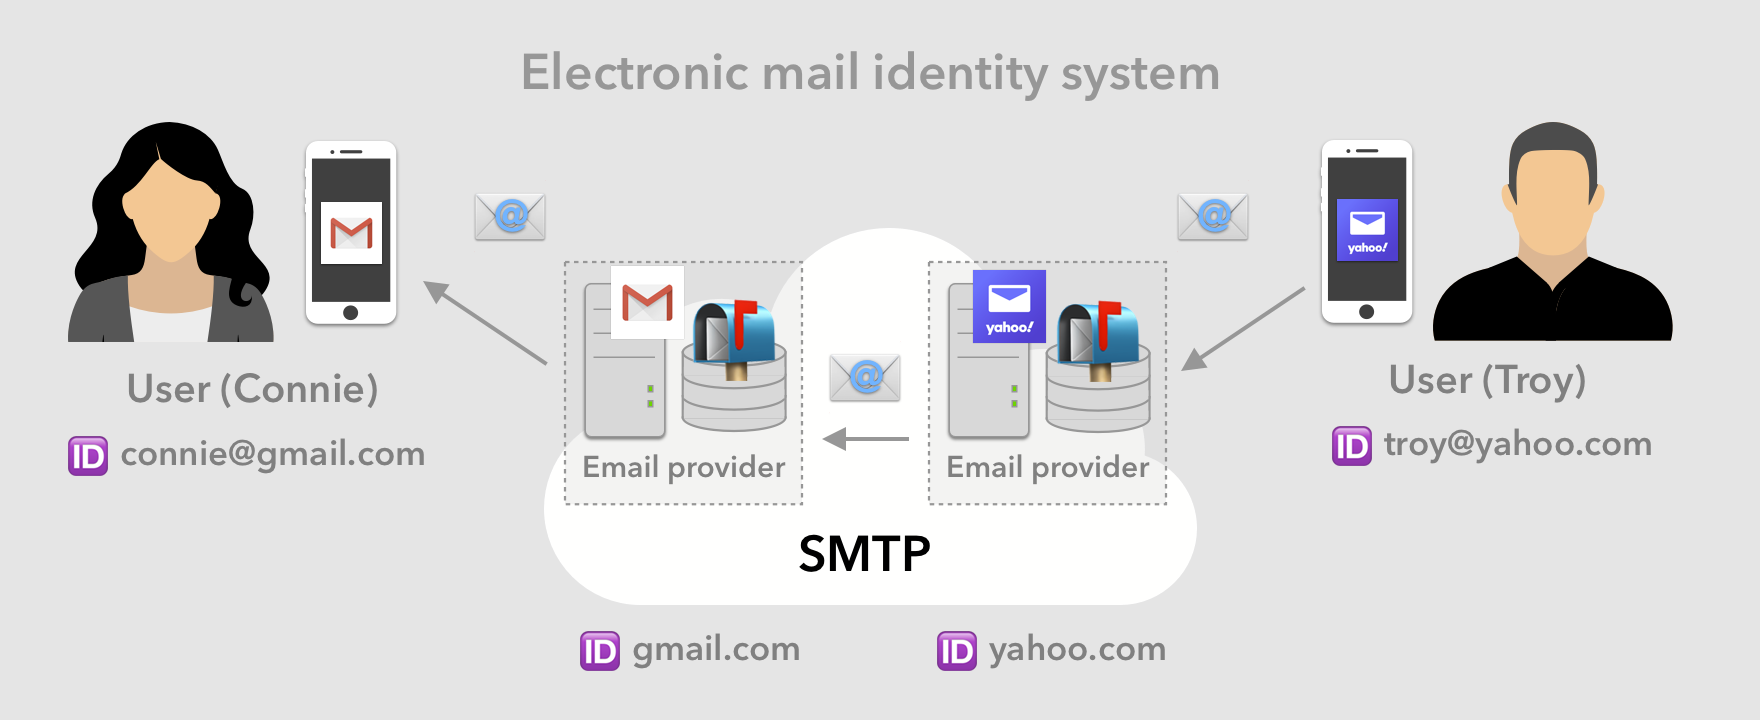 Electronic mail identity system
yahoo!
@
@
yahoo!
@
User (Connie)
User (Troy)
ID connie@gmail.com
ID troy@yahoo.com
Email provider
Email provider
SMTP
ID gmail.com
ID yahoo.com